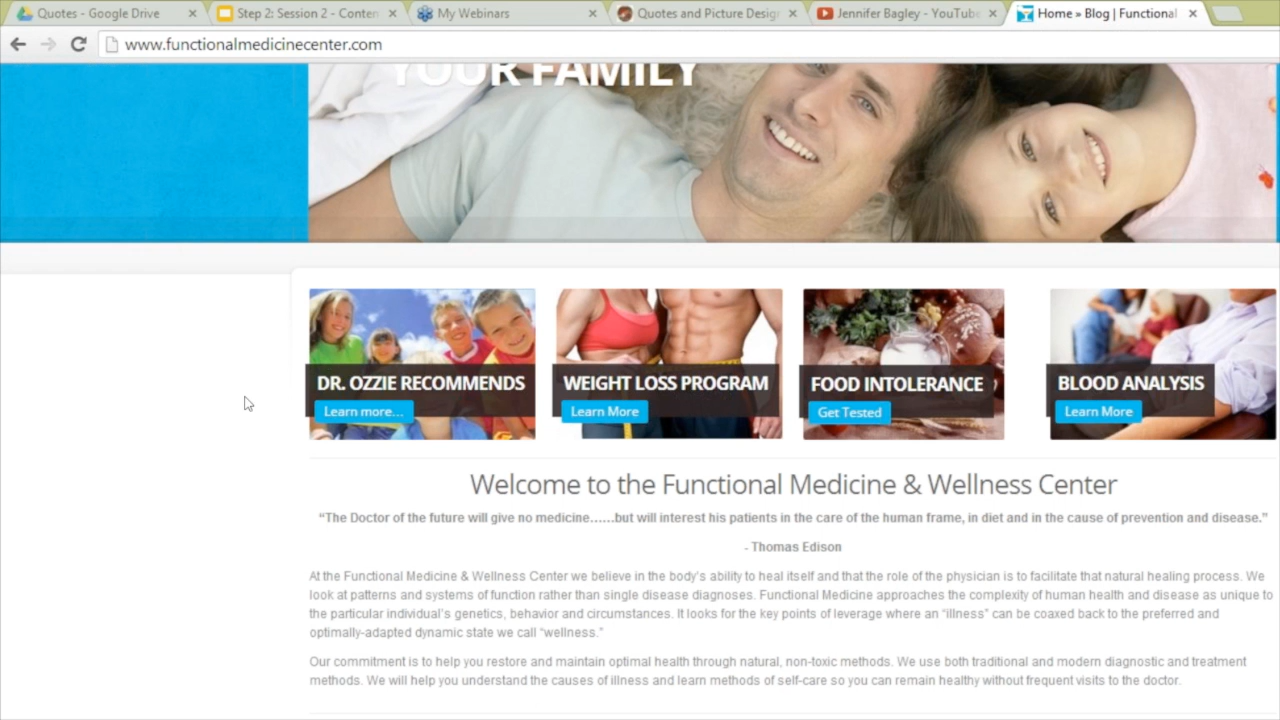 Quotes - Google Drive
Step 2: Session 2 - Conten
My Webinars
Quotes and Picture Desig
Jennifer Bagley - YouTube
Home » Blog | Functional
www.functionalmedicinecenter.com
YOUR FAMILY
DR. OZZIE RECOMMENDS
Learn more...
WEIGHT LOSS PROGRAM
Learn More
FOOD INTOLERANCE
Get Tested
BLOOD ANALYSIS
Learn More
Welcome to the Functional Medicine & Wellness Center
“The Doctor of the future will give no medicine……but will interest his patients in the care of the human frame, in diet and in the cause of prevention and disease.”
- Thomas Edison
At the Functional Medicine & Wellness Center we believe in the body’s ability to heal itself and that the role of the physician is to facilitate that natural healing process. We
look at patterns and systems of function rather than single disease diagnoses. Functional Medicine approaches the complexity of human health and disease as unique to
the particular individual’s genetics, behavior and circumstances. It looks for the key points of leverage where an “illness” can be coaxed back to the preferred and
optimally-adapted dynamic state we call “wellness.”
Our commitment is to help you restore and maintain optimal health through natural, non-toxic methods. We use both traditional and modern diagnostic and treatment
methods. We will help you understand the causes of illness and learn methods of self-care so you can remain healthy without frequent visits to the doctor.